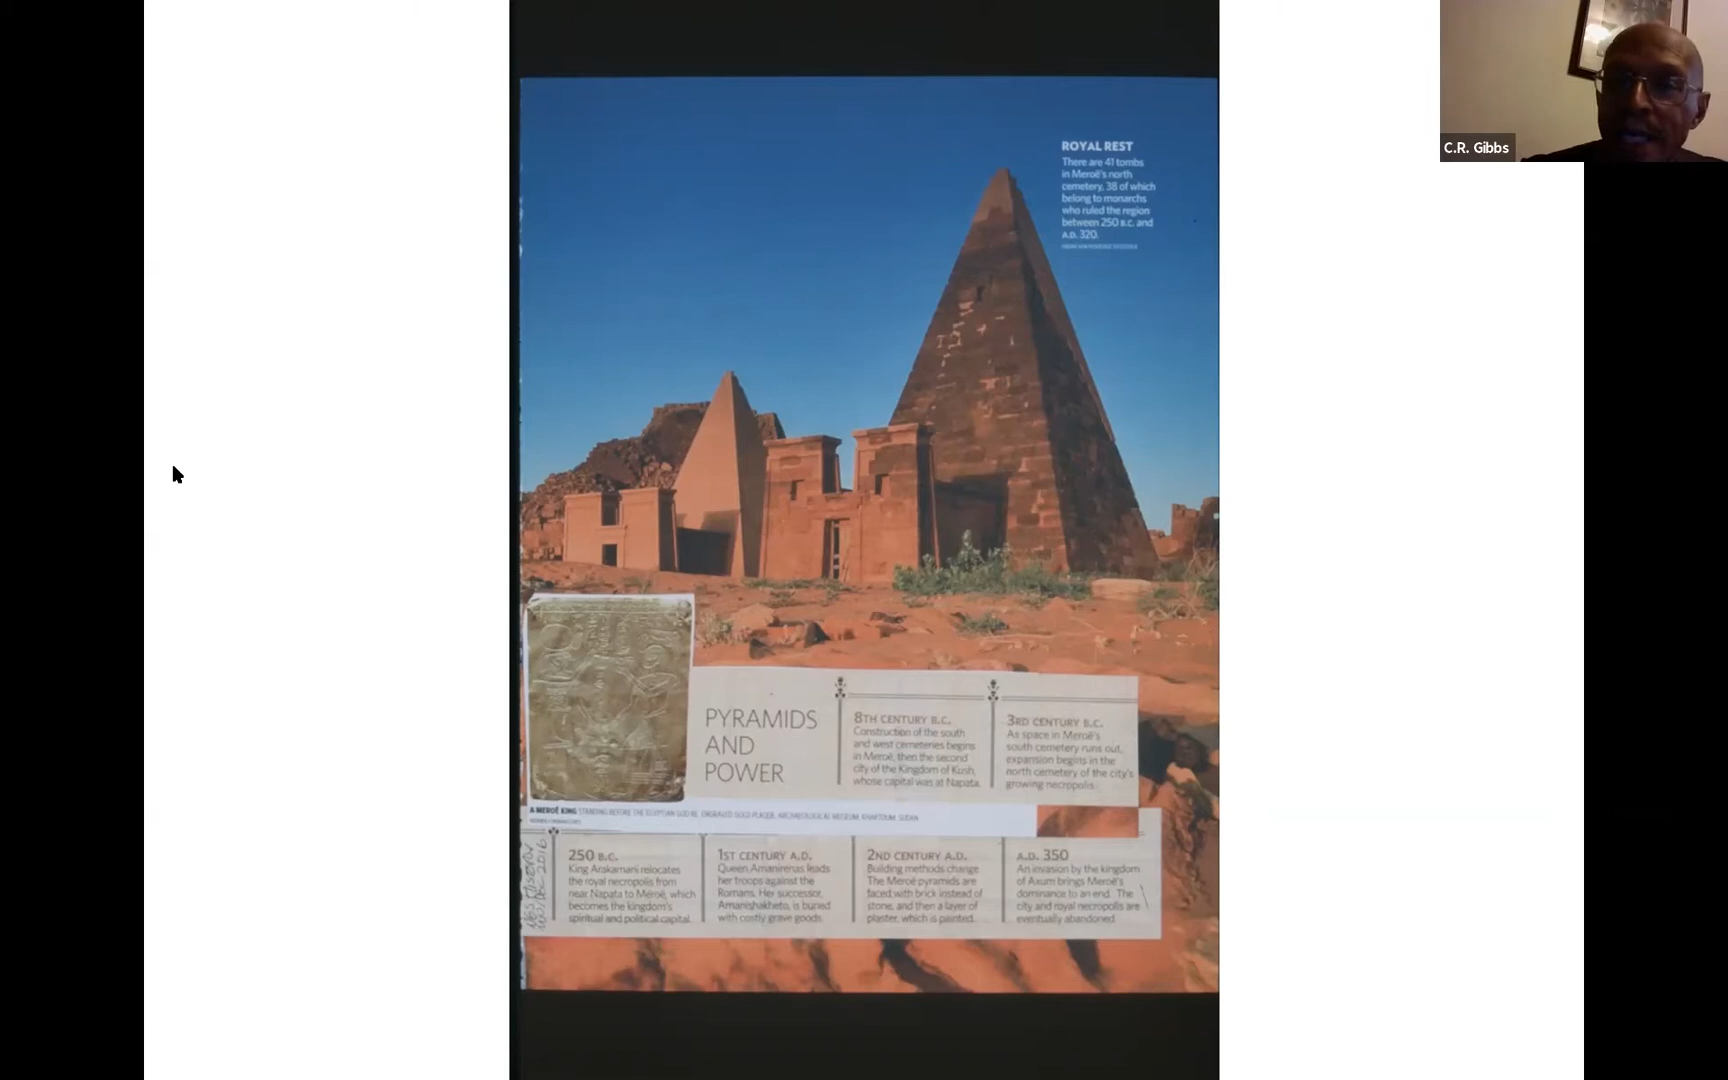 C.R. Gibbs
ROYAL REST
There are 41 tombs
in Meroë's north
cemetery, 38 of which
belong to monarchs
who ruled the region
between 250 B.C. and
A.D. 320.
PYRAMIDS
AND
POWER
8TH CENTURY B.C.
Construction of the south
and west cemeteries begins
in Meroë, then the second
city of the Kingdom of Kush,
whose capital was at Napata.
3RD CENTURY B.C.
As space in Meroë's
south cemetery runs out,
expansion begins in the
north cemetery of the city's
growing necropolis.
A MEROË KING STANDING BEFORE THE EGYPTIAN GOD RE. ENGRAVED GOLD PLAQUE. ARCHAEOLOGICAL MUSEUM, KHARTOUM, SUDAN
250 B.C.
King Arakamani relocates
the royal necropolis from
near Napata to Meroë, which
becomes the kingdom's
spiritual and political capital.
1ST CENTURY A.D.
Queen Amanirenas leads
her troops against the
Romans. Her successor,
Amanishakheto, is buried
with costly grave goods.
2ND CENTURY A.D.
Building methods change.
The Meroë pyramids are
faced with brick instead of
stone, and then a layer of
plaster, which is painted.
A.D. 350
An invasion by the kingdom
of Axum brings Meroë's
dominance to an end. The
city and royal necropolis are
eventually abandoned.